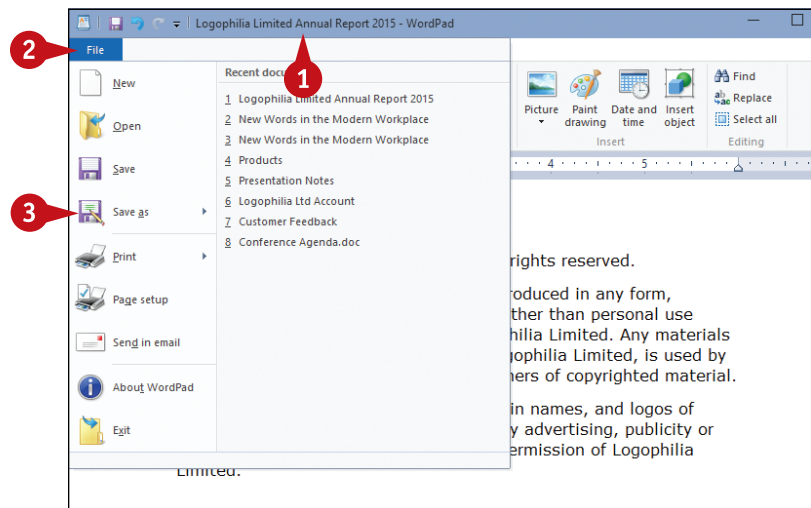 Logophilia Limited Annual Report 2015 - WordPad
1
2
File
Recent docu
New
Open
Save
3
Save as
Print
Page setup
Send in email
About WordPad
Exit
1 Logophilia Limited Annual Report 2015
2 New Words in the Modern Workplace
3 New Words in the Modern Workplace
4 Products
5 Presentation Notes
6 Logophilia Ltd Account
7 Customer Feedback
8 Conference Agenda.doc
Picture
Paint drawing
Date and time
Insert object
Insert
Find
Replace
Select all
Editing
4 5
rights reserved.
roduced in any form,
ther than personal use
hilia Limited. Any materials
gophilia Limited, is used by
ners of copyrighted material.
in names, and logos of
y advertising, publicity or
ermission of Logophilia
Limited.